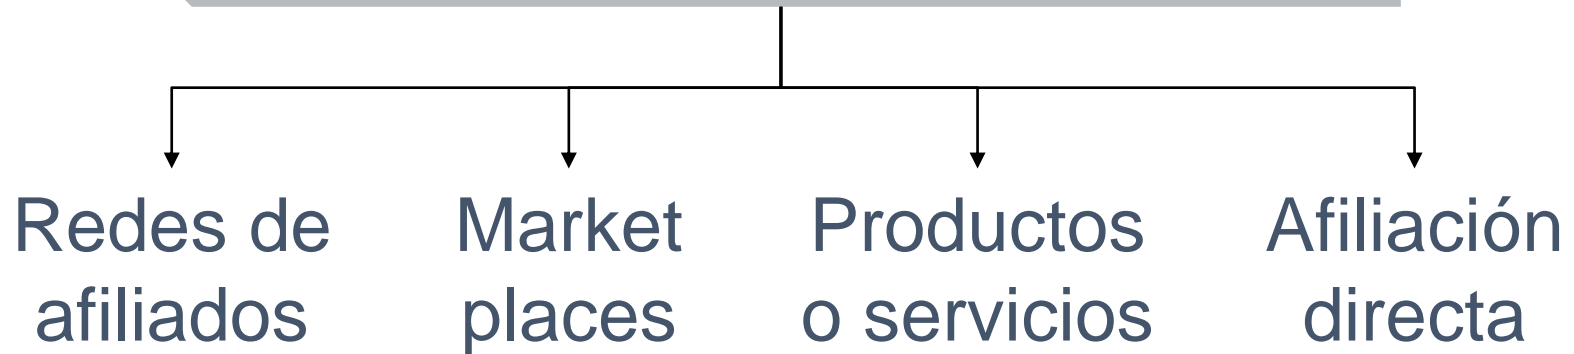 Redes de
afiliados
Market
places
Productos
o servicios
Afiliación
directa